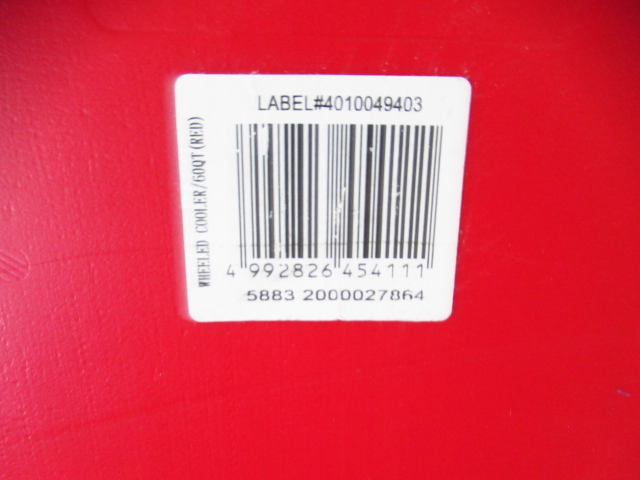 LABEL#4010049403
WHEELED COOLER/60QT(RED)
4 992826 454111
5883 2000027864